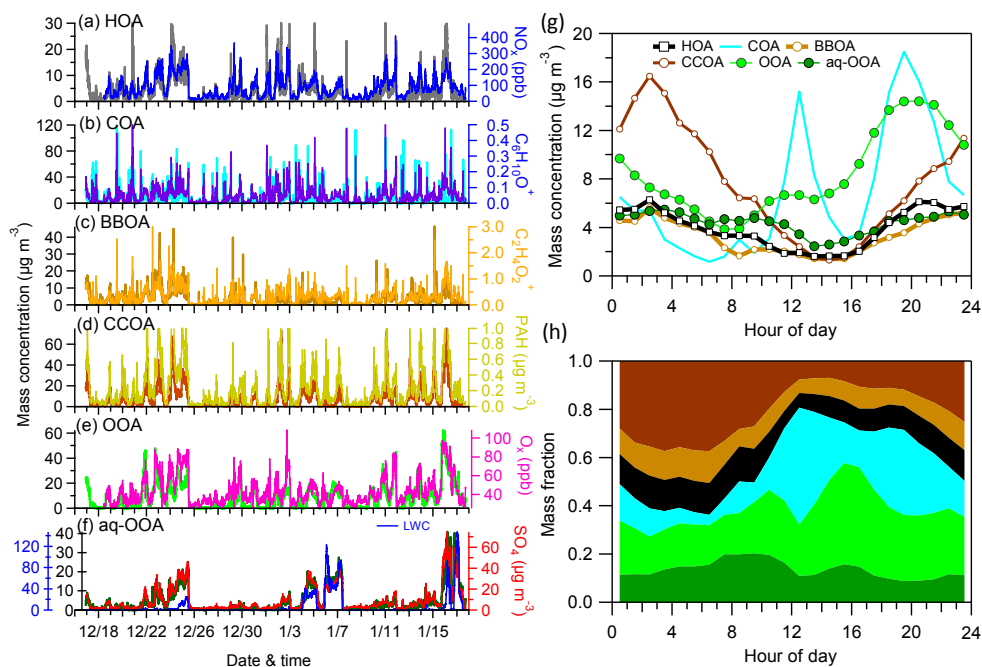 (a) HOA
30
20
10
0
NOx (ppb)
400
300
200
100
0
(b) COA
120
80
40
0
C6H10O+
0.5
0.4
0.3
0.2
0.1
0.0
(c) BBOA
40
30
20
10
0
C2H4O2+
3.0
2.0
1.0
0.0
Mass concentration (µg m-3)
(d) CCOA
60
40
20
0
PAH (µg m-3)
1.0
0.8
0.6
0.4
0.2
0.0
(e) OOA
60
40
20
0
Ox (ppb)
100
80
60
40
(f) aq-OOA
LWC
120
80
40
0
40
30
20
10
0
SO4 (µg m-3)
60
40
20
0
12/18 12/22 12/26 12/30 1/3 1/7 1/11 1/15
Date & time
(g)
Mass concentration (µg m-3)
20
16
12
8
4
0
HOA COA BBOA
CCOA OOA aq-OOA
0 4 8 12 16 20 24
Hour of day
(h)
Mass fraction
1.0
0.8
0.6
0.4
0.2
0.0
0 4 8 12 16 20 24
Hour of day